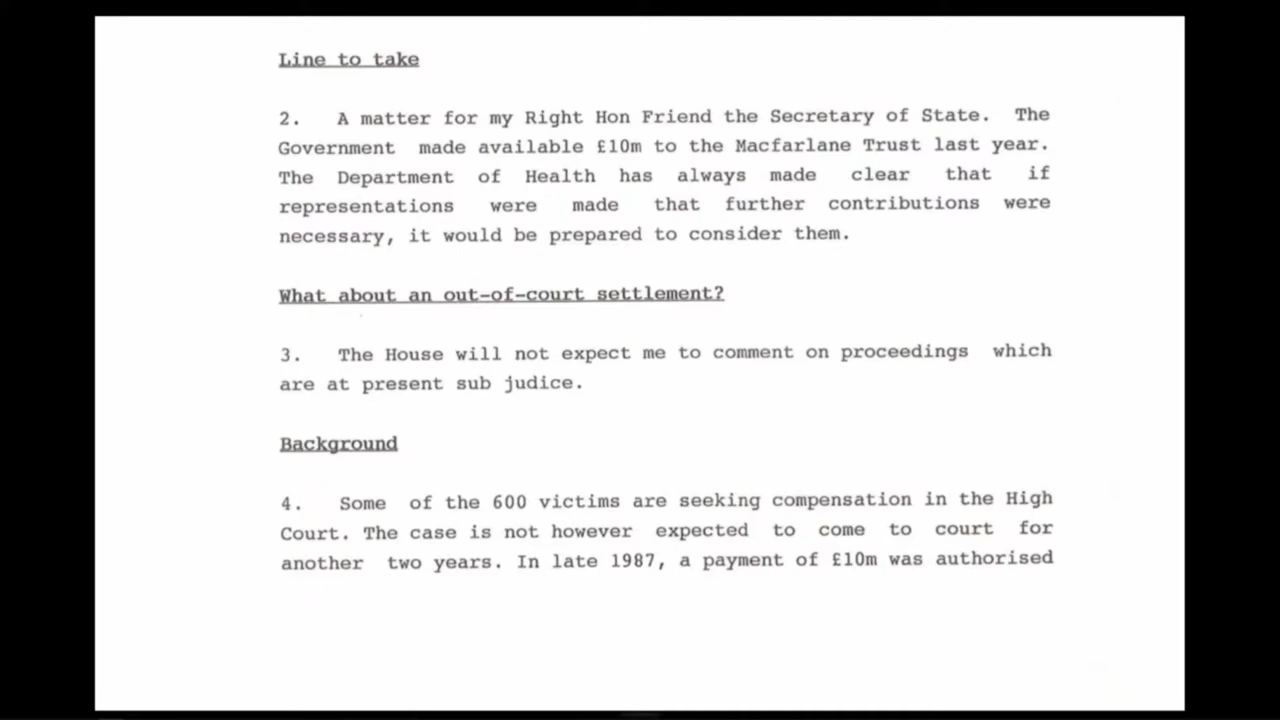 Line to take
2. A matter for my Right Hon Friend the Secretary of State. The
Government made available £10m to the Macfarlane Trust last year.
The Department of Health has always made clear that if
representations were made that further contributions were
necessary, it would be prepared to consider them.
What about an out-of-court settlement?
3. The House will not expect me to comment on proceedings which
are at present sub judice.
Background
4. Some of the 600 victims are seeking compensation in the High
Court. The case is not however expected to come to court for
another two years. In late 1987, a payment of £10m was authorised